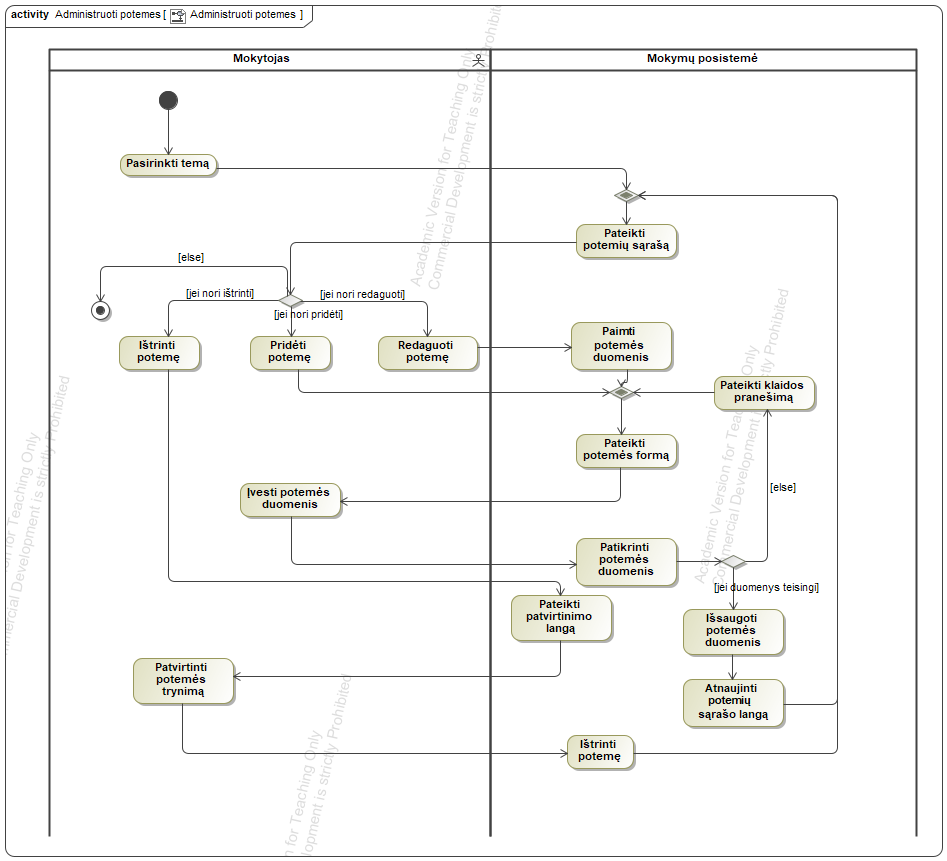 activity Administruoti potemes [ Administruoti potemes ]
Mokytojas
Mokymų posistemė
Pasirinkti temą
Pateikti
potemių sąrašą
[else]
[jei nori ištrinti]
[jei nori redaguoti]
[jei nori pridėti]
Ištrinti
potemę
Pridėti
potemę
Redaguoti
potemę
Paimti
potemės
duomenis
Pateikti klaidos
pranešimą
Pateikti
potemės formą
Įvesti potemės
duomenis
[else]
Patikrinti
potemės
duomenis
[jei duomenys teisingi]
Pateikti
patvirtinimo
langą
Išsaugoti
potemės
duomenis
Patvirtinti
potemės
trynimą
Atnaujinti
potemių
sąrašo langą
Ištrinti
potemę
Academic Version for Teaching Only
Commercial Development is strictly Prohibited